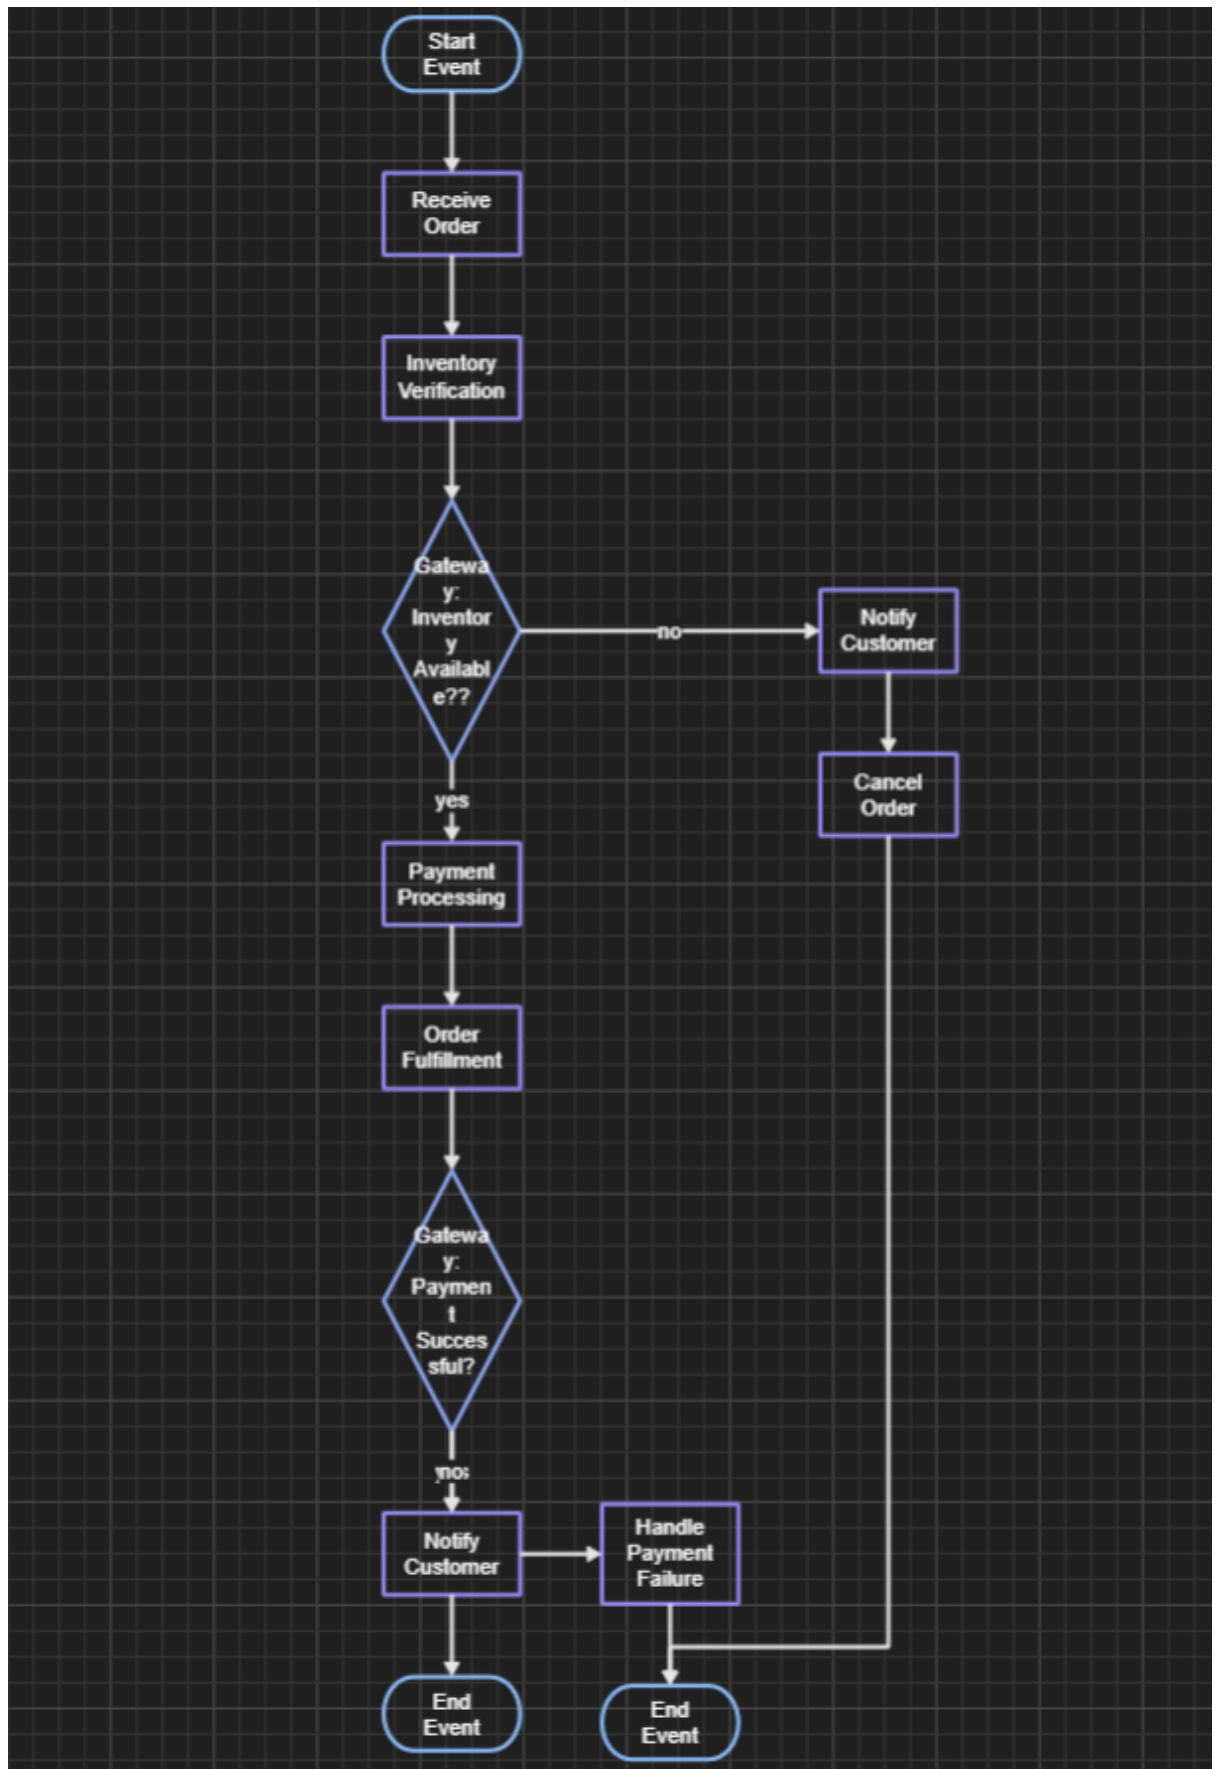 Start
Event
Receive
Order
Inventory
Verification
Gatewa
y:
Inventor
y
Availabl
e??
no
Notify
Customer
Cancel
Order
yes
Payment
Processing
Order
Fulfillment
Gatewa
y:
Paymen
t
Succes
sful?
no
Notify
Customer
Handle
Payment
Failure
End
Event
End
Event